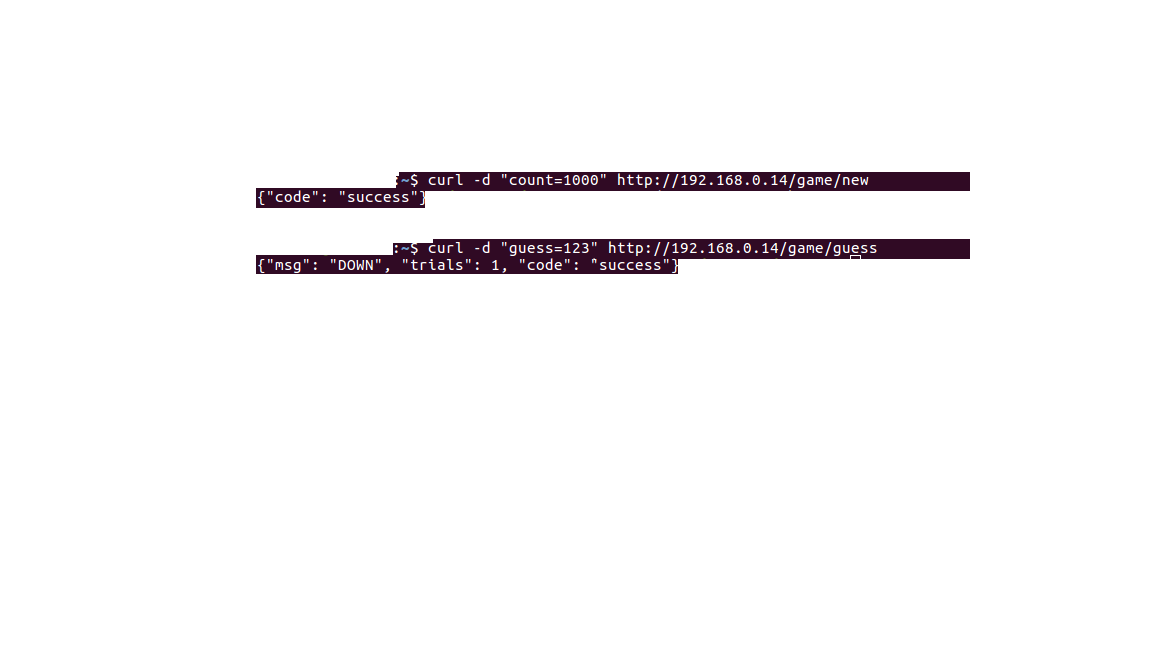 :~$ curl -d "count=1000" http://192.168.0.14/game/new
{"code": "success"}
:~$ curl -d "guess=123" http://192.168.0.14/game/guess
{"msg": "DOWN", "trials": 1, "code": "success"}